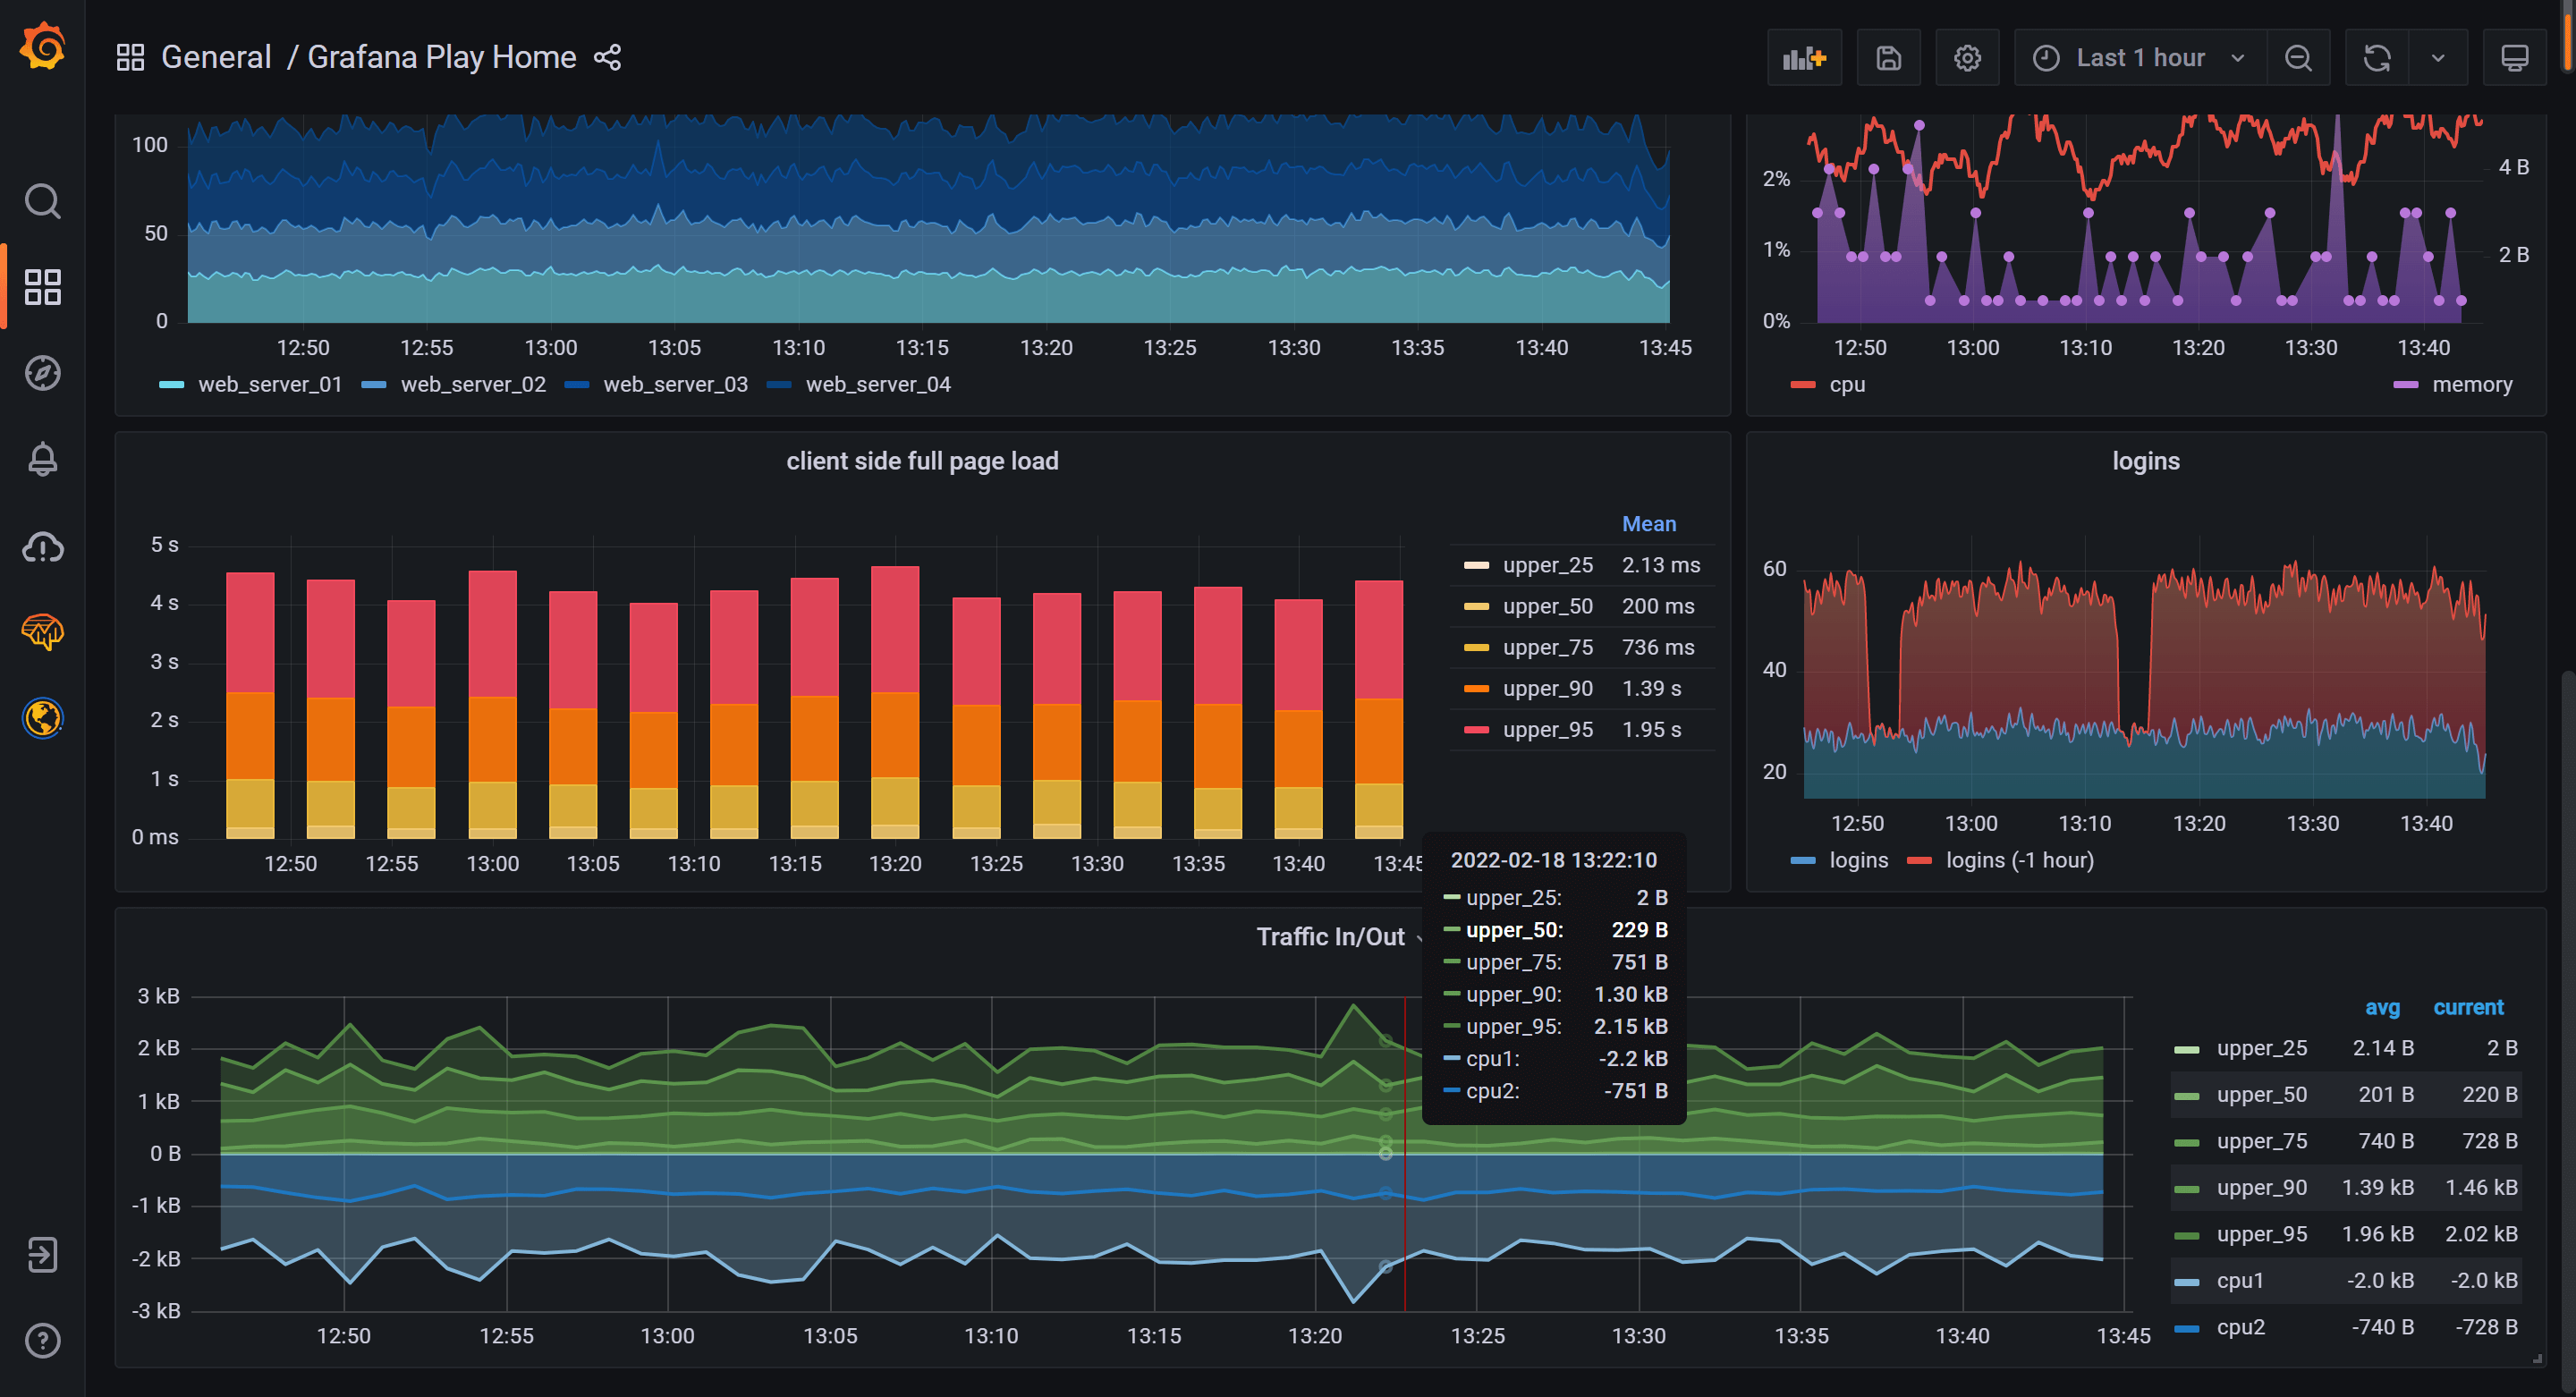 General / Grafana Play Home
Last 1 hour
100
50
0
12:50 12:55 13:00 13:05 13:10 13:15 13:20 13:25 13:30 13:35 13:40 13:45
web_server_01 web_server_02 web_server_03 web_server_04
2% 4 B
1% 2 B
0%
12:50 13:00 13:10 13:20 13:30 13:40
cpu memory
client side full page load
5 s
4 s
3 s
2 s
1 s
0 ms
12:50 12:55 13:00 13:05 13:10 13:15 13:20 13:25 13:30 13:35 13:40 13:45
Mean
upper_25 2.13 ms
upper_50 200 ms
upper_75 736 ms
upper_90 1.39 s
upper_95 1.95 s
logins
60
40
20
12:50 13:00 13:10 13:20 13:30 13:40
logins logins (-1 hour)
Traffic In/Out
3 kB
2 kB
1 kB
0 B
-1 kB
-2 kB
-3 kB
12:50 12:55 13:00 13:05 13:10 13:15 13:20 13:25 13:30 13:35 13:40 13:45
2022-02-18 13:22:10
upper_25: 2 B
upper_50: 229 B
upper_75: 751 B
upper_90: 1.30 kB
upper_95: 2.15 kB
cpu1: -2.2 kB
cpu2: -751 B
avg current
upper_25 2.14 B 2 B
upper_50 201 B 220 B
upper_75 740 B 728 B
upper_90 1.39 kB 1.46 kB
upper_95 1.96 kB 2.02 kB
cpu1 -2.0 kB -2.0 kB
cpu2 -740 B -728 B